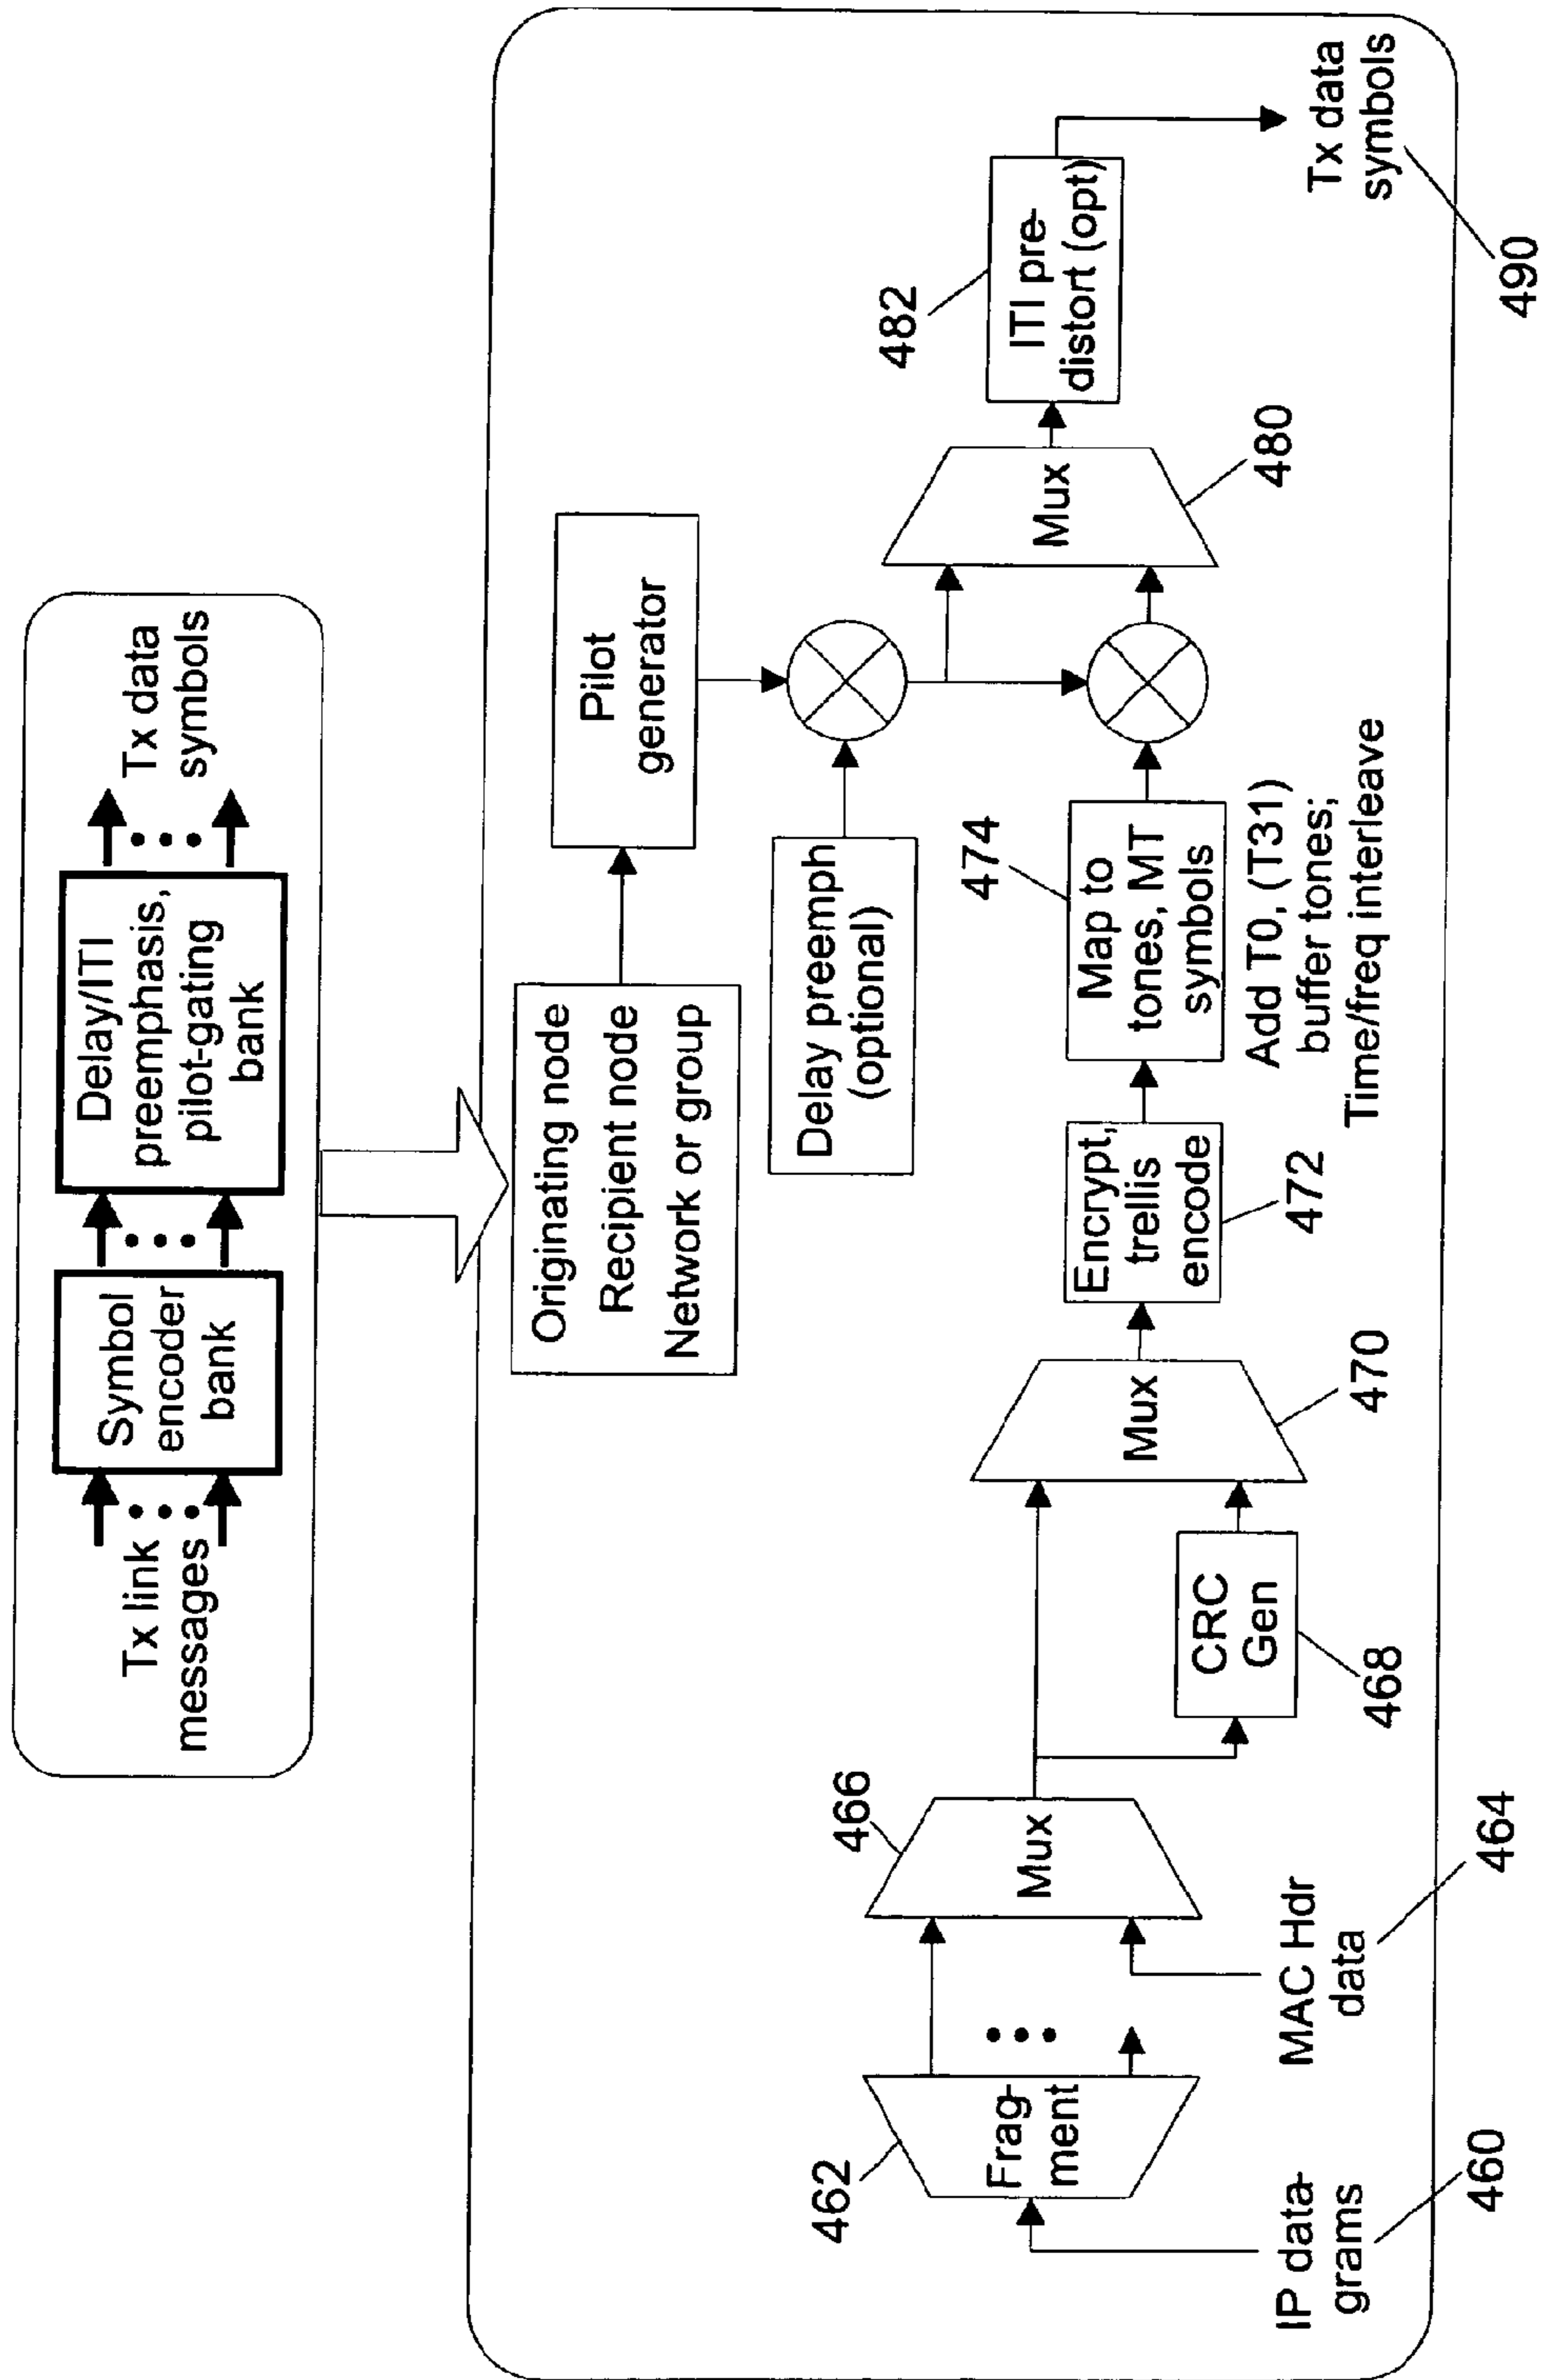 Tx link
messages
Symbol
encoder
bank
Delay/ITI
preemphasis,
pilot-gating
bank
Tx data
symbols
Originating node
Recipient node
Network or group
Pilot
generator
Delay preemph
(optional)
IP data-
grams
460
462
Frag-
ment
MAC Hdr
data
464
466
Mux
CRC
Gen
468
Mux
470
Encrypt,
trellis
encode
472
474
Map to
tones, MT
symbols
Add T0, (T31)
buffer tones;
Time/freq interleave
Mux
480
482
ITI pre-
distort (opt)
Tx data
symbols
490